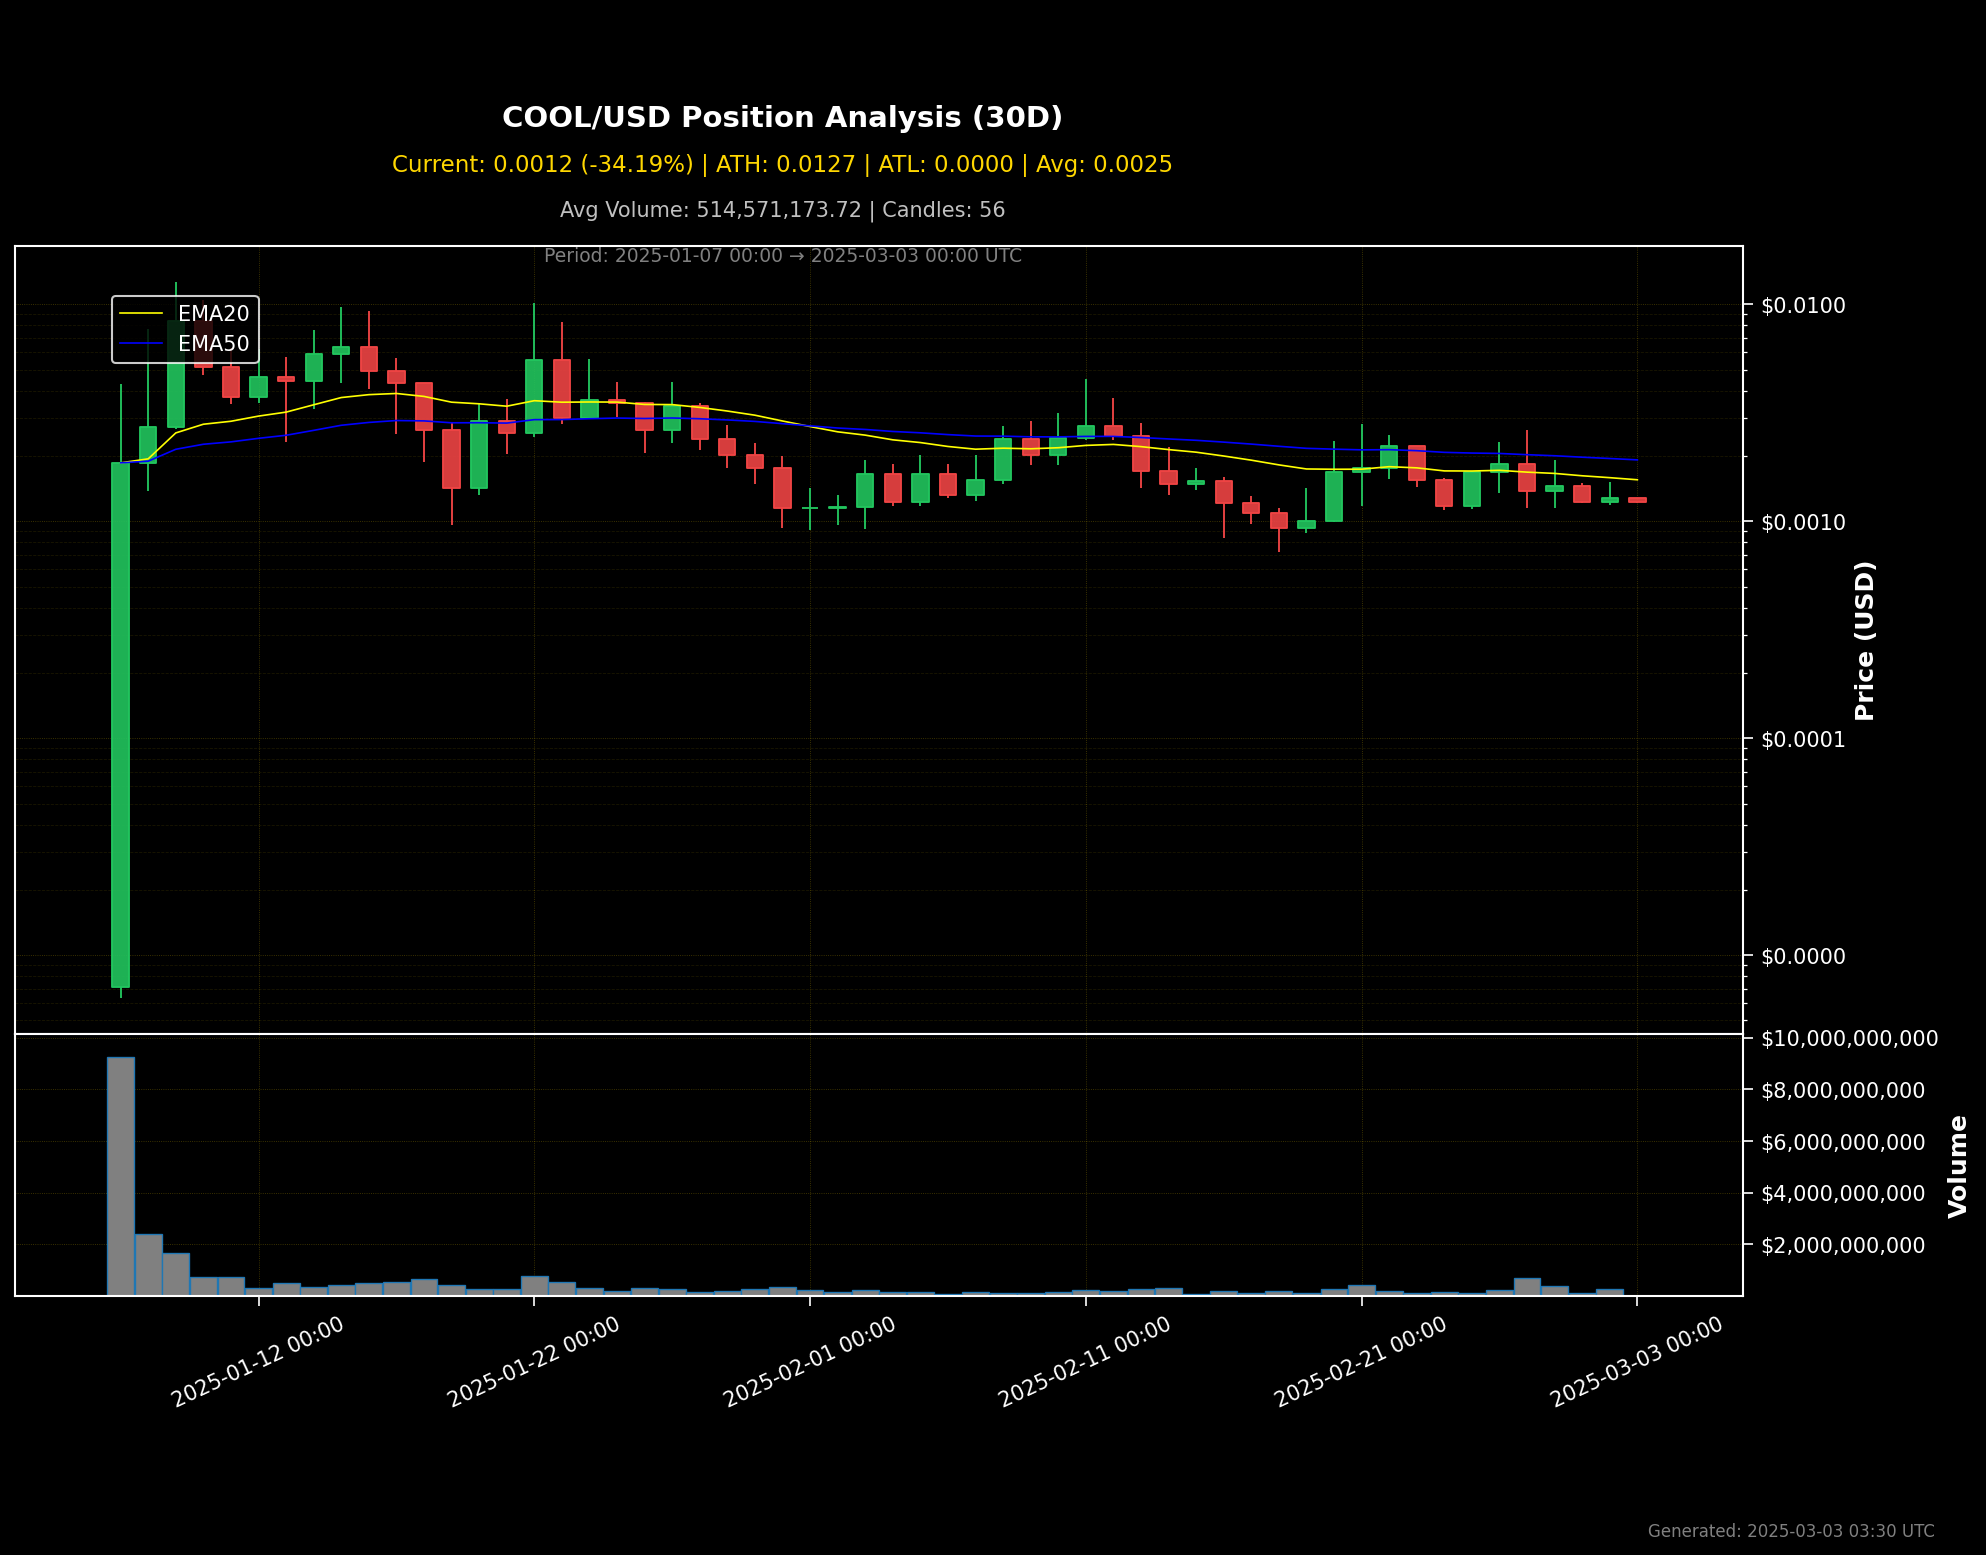 COOL/USD Position Analysis (30D)
Current: 0.0012 (-34.19%) | ATH: 0.0127 | ATL: 0.0000 | Avg: 0.0025
Avg Volume: 514,571,173.72 | Candles: 56
Period: 2025-01-07 00:00 → 2025-03-03 00:00 UTC
EMA20
EMA50
$0.0100
$0.0010
$0.0001
$0.0000
Price (USD)
$10,000,000,000
$8,000,000,000
$6,000,000,000
$4,000,000,000
$2,000,000,000
Volume
2025-01-12 00:00
2025-01-22 00:00
2025-02-01 00:00
2025-02-11 00:00
2025-02-21 00:00
2025-03-03 00:00
Generated: 2025-03-03 03:30 UTC